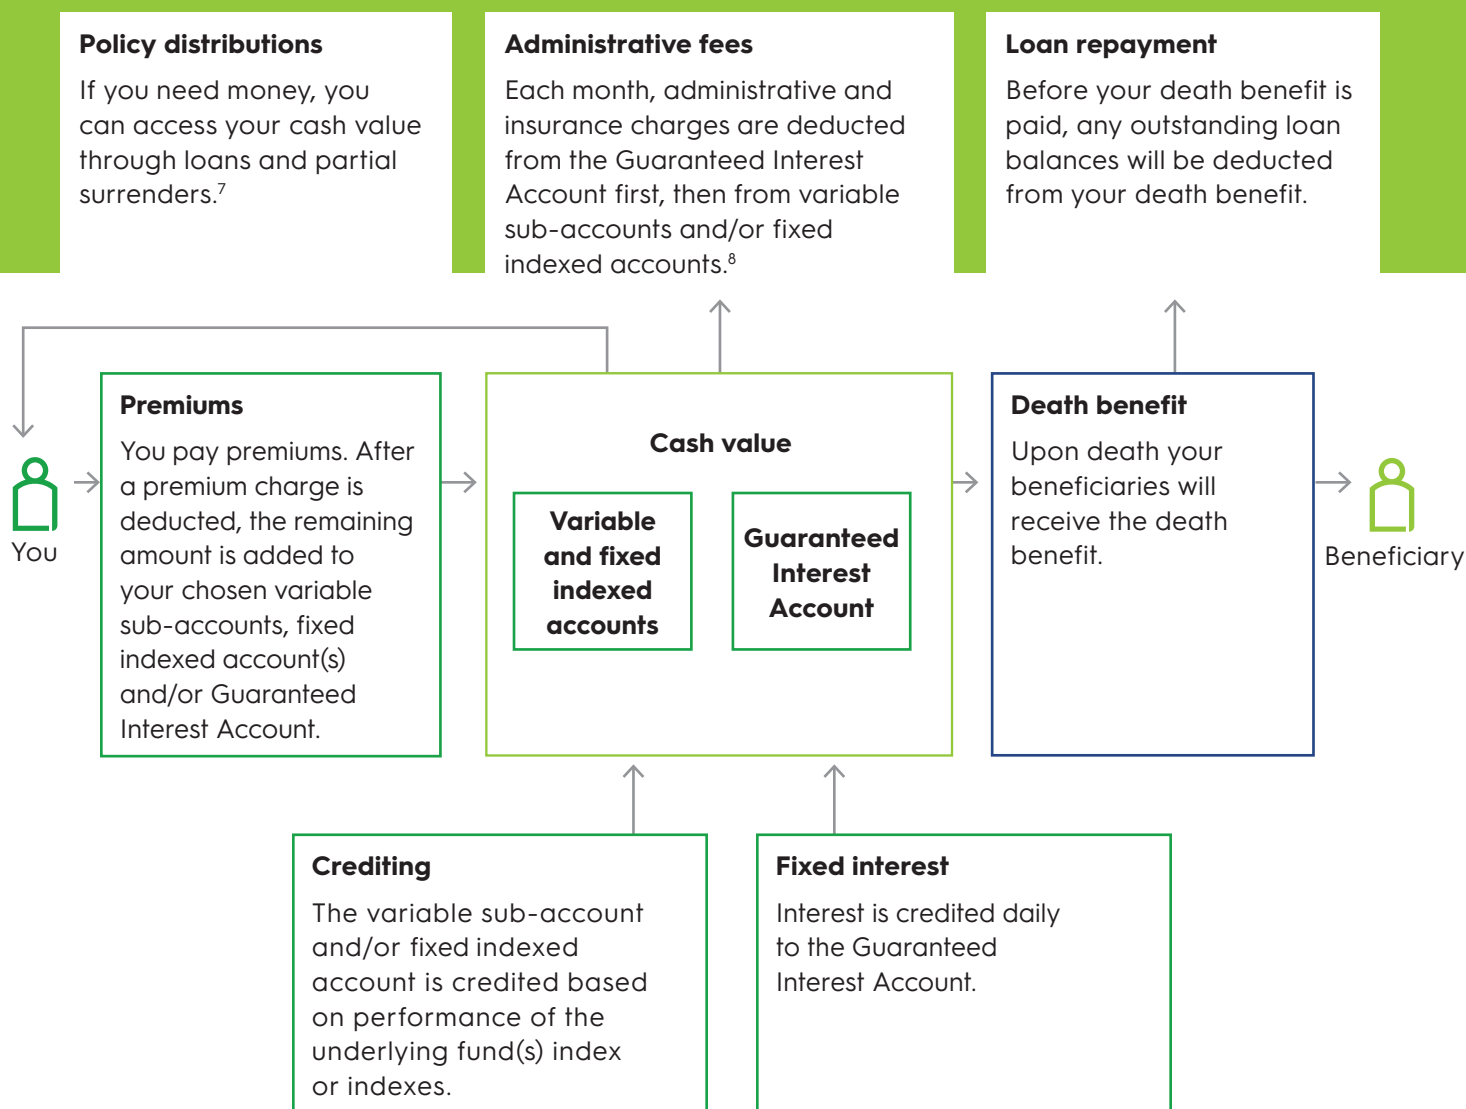 Policy distributions
If you need money, you
can access your cash value
through loans and partial
surrenders.⁷
Administrative fees
Each month, administrative and
insurance charges are deducted
from the Guaranteed Interest
Account first, then from variable
sub-accounts and/or fixed
indexed accounts.⁸
Loan repayment
Before your death benefit is
paid, any outstanding loan
balances will be deducted
from your death benefit.
You
Premiums
You pay premiums. After
a premium charge is
deducted, the remaining
amount is added to
your chosen variable
sub-accounts, fixed
indexed account(s)
and/or Guaranteed
Interest Account.
Cash value
Variable
and fixed
indexed
accounts
Guaranteed
Interest
Account
Death benefit
Upon death your
beneficiaries will
receive the death
benefit.
Beneficiary
Crediting
The variable sub-account
and/or fixed indexed
account is credited based
on performance of the
underlying fund(s) index
or indexes.
Fixed interest
Interest is credited daily
to the Guaranteed
Interest Account.